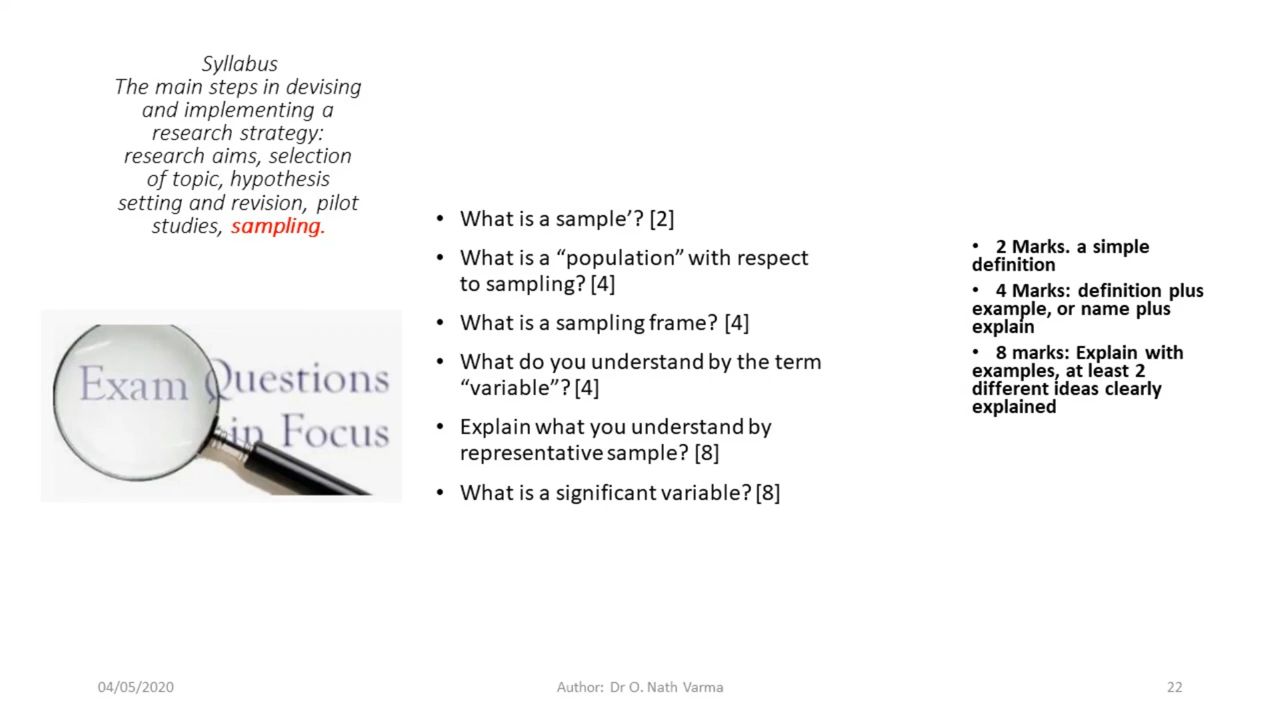 Syllabus
The main steps in devising
and implementing a
research strategy:
research aims, selection
of topic, hypothesis
setting and revision, pilot
studies, sampling.
Exam Questions
in Focus
• What is a sample’? [2]
• What is a “population” with respect
to sampling? [4]
• What is a sampling frame? [4]
• What do you understand by the term
“variable”? [4]
• Explain what you understand by
representative sample? [8]
• What is a significant variable? [8]
• 2 Marks. a simple
definition
• 4 Marks: definition plus
example, or name plus
explain
• 8 marks: Explain with
examples, at least 2
different ideas clearly
explained
04/05/2020
Author: Dr O. Nath Varma
22